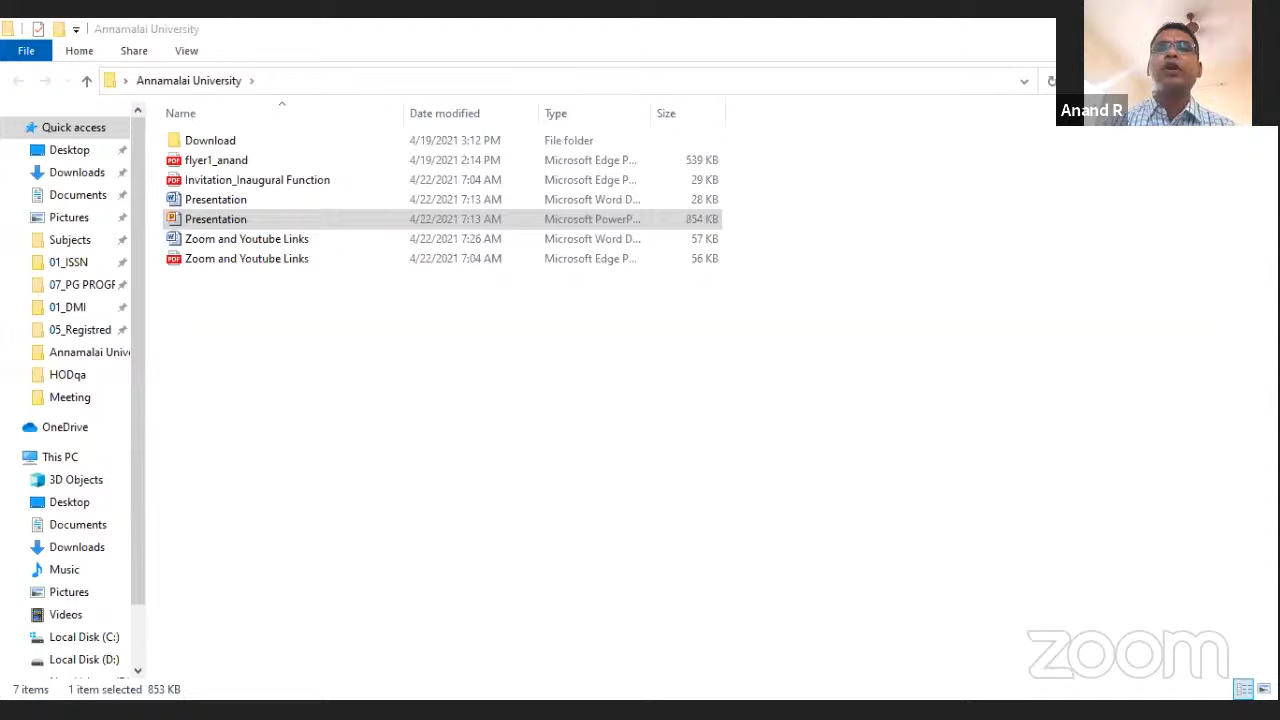 Annamalai University
File Home Share View
Annamalai University
Anand R
Name Date modified Type Size
Quick access
Desktop
Downloads
Documents
Pictures
Subjects
01_ISSN
07_PG PROGF
01_DMI
05_Registred
Annamalai Unive
HODqa
Meeting
OneDrive
This PC
3D Objects
Desktop
Documents
Downloads
Music
Pictures
Videos
Local Disk (C:)
Local Disk (D:)
Download 4/19/2021 3:12 PM File folder
flyer1_anand 4/19/2021 2:14 PM Microsoft Edge P... 539 KB
Invitation_Inaugural Function 4/22/2021 7:04 AM Microsoft Edge P... 29 KB
Presentation 4/22/2021 7:13 AM Microsoft Word D... 28 KB
Presentation 4/22/2021 7:13 AM Microsoft PowerP... 854 KB
Zoom and Youtube Links 4/22/2021 7:26 AM Microsoft Word D... 57 KB
Zoom and Youtube Links 4/22/2021 7:04 AM Microsoft Edge P... 56 KB
zoom
7 items 1 item selected 853 KB